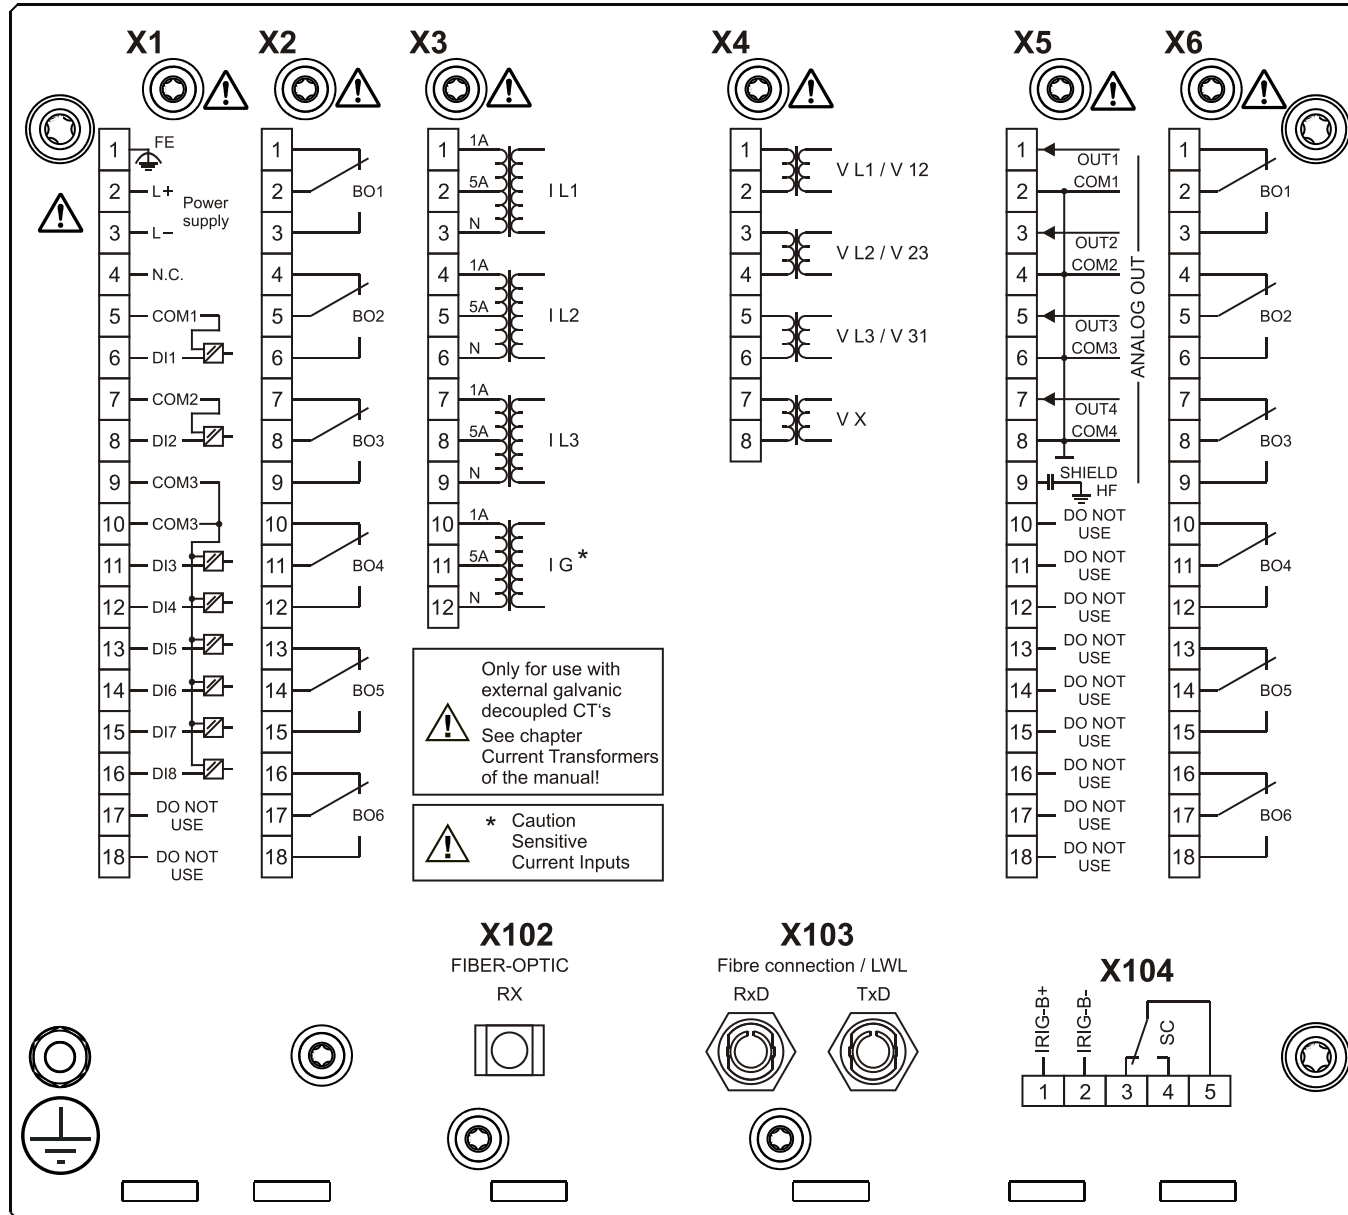 X1
X2
X3
X4
X5
X6
1
FE
2
L+
Power
supply
3
L–
4
N.C.
5
COM1
6
DI1
7
COM2
8
DI2
9
COM3
10
COM3
11
DI3
12
DI4
13
DI5
14
DI6
15
DI7
16
DI8
17
DO NOT
USE
18
DO NOT
USE
1
2
BO1
3
4
5
BO2
6
7
8
BO3
9
10
11
BO4
12
13
14
BO5
15
16
17
BO6
18
1
1A
2
5A
I L1
3
N
4
1A
5
5A
I L2
6
N
7
1A
8
5A
I L3
9
N
10
1A
11
5A
I G *
12
N
Only for use with
external galvanic
decoupled CT's
See chapter
Current Transformers
of the manual!
* Caution
Sensitive
Current Inputs
1
V L1 / V 12
2
3
V L2 / V 23
4
5
V L3 / V 31
6
7
V X
8
1
OUT1
2
COM1
3
OUT2
4
COM2
5
OUT3
6
COM3
7
OUT4
8
COM4
ANALOG OUT
9
SHIELD
HF
10
DO NOT
USE
11
DO NOT
USE
12
DO NOT
USE
13
DO NOT
USE
14
DO NOT
USE
15
DO NOT
USE
16
DO NOT
USE
17
DO NOT
USE
18
DO NOT
USE
1
2
BO1
3
4
5
BO2
6
7
8
BO3
9
10
11
BO4
12
13
14
BO5
15
16
17
BO6
18
X102
FIBER-OPTIC
RX
X103
Fibre connection / LWL
RxD
TxD
X104
IRIG-B+
IRIG-B-
SC
1
2
3
4
5